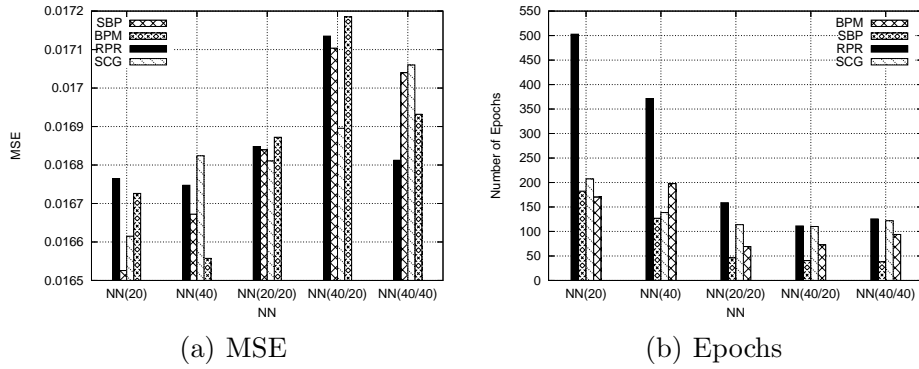 0.0172
0.0171
0.017
0.0169
0.0168
0.0167
0.0166
0.0165
MSE
SBP
BPM
RPR
SCG
NN(20)
NN(40)
NN(20/20)
NN(40/20)
NN(40/40)
NN
(a) MSE
550
500
450
400
350
300
250
200
150
100
50
0
Number of Epochs
BPM
SBP
RPR
SCG
NN(20)
NN(40)
NN(20/20)
NN(40/20)
NN(40/40)
NN
(b) Epochs